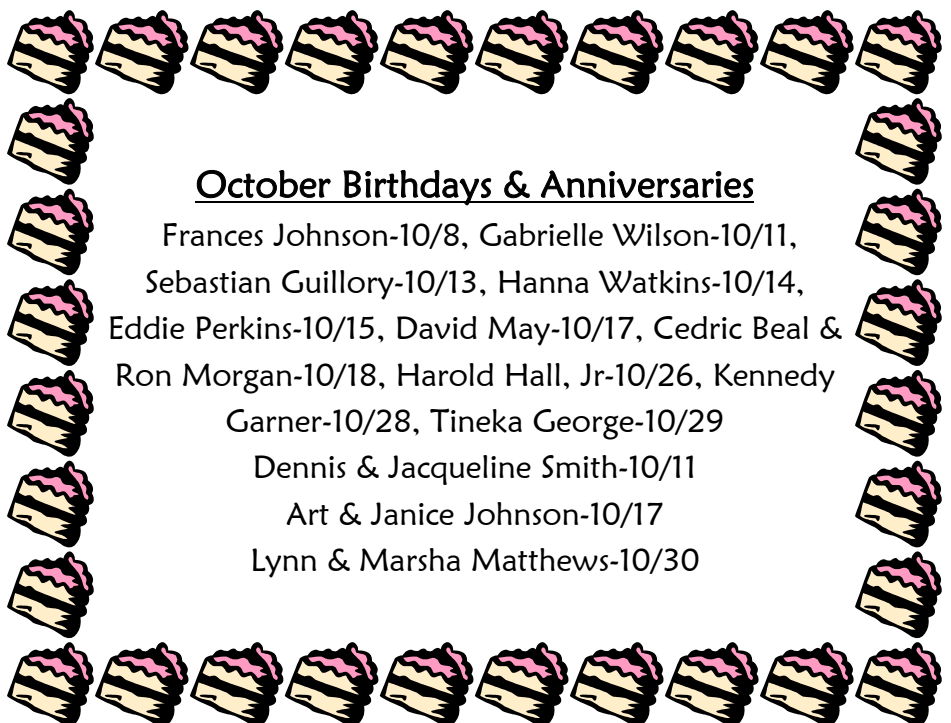 October Birthdays & Anniversaries
Frances Johnson-10/8, Gabrielle Wilson-10/11,
Sebastian Guillory-10/13, Hanna Watkins-10/14,
Eddie Perkins-10/15, David May-10/17, Cedric Beal &
Ron Morgan-10/18, Harold Hall, Jr-10/26, Kennedy
Garner-10/28, Tineka George-10/29
Dennis & Jacqueline Smith-10/11
Art & Janice Johnson-10/17
Lynn & Marsha Matthews-10/30